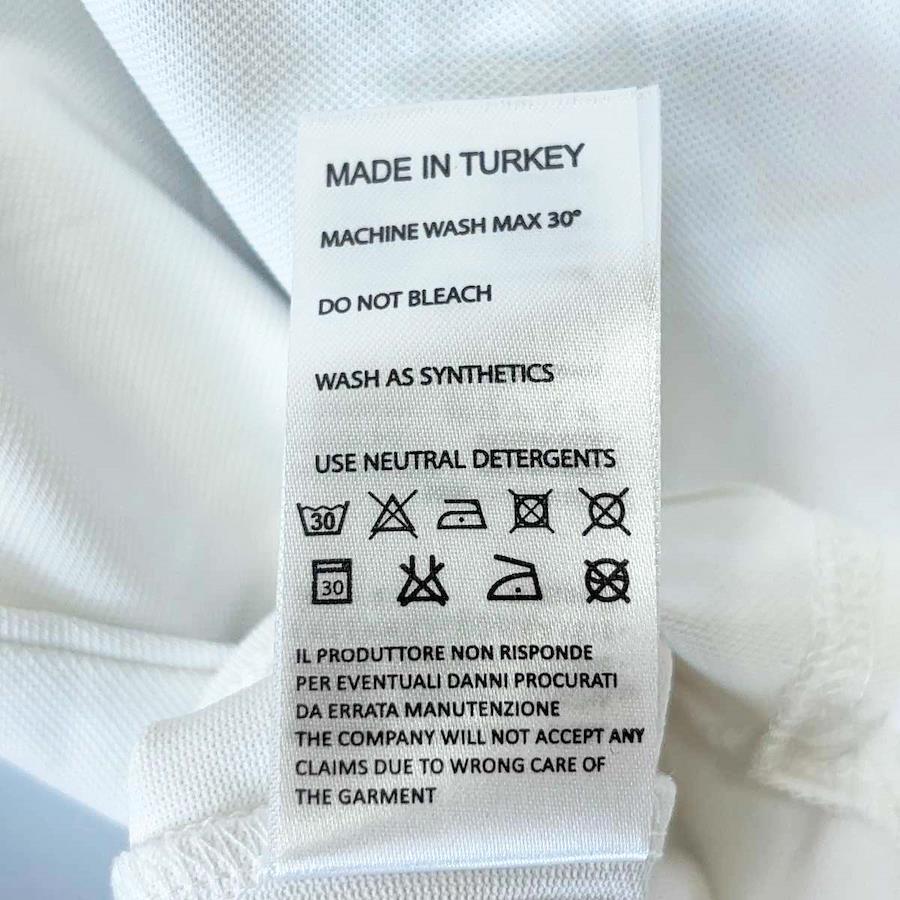 MADE IN TURKEY
MACHINE WASH MAX 30°
DO NOT BLEACH
WASH AS SYNTHETICS
USE NEUTRAL DETERGENTS
30
30
IL PRODUTTORE NON RISPONDE
PER EVENTUALI DANNI PROCURATI
DA ERRATA MANUTENZIONE
THE COMPANY WILL NOT ACCEPT ANY
CLAIMS DUE TO WRONG CARE OF
THE GARMENT